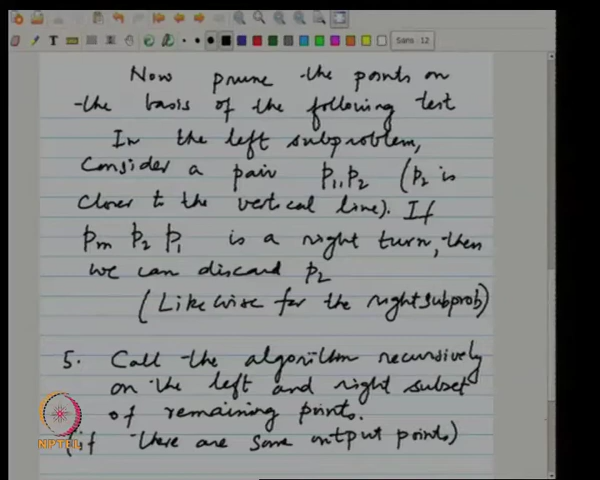 Sans 12
Now prune the points on
the basis of the following test
In the left subproblem,
Consider a pair p1, p2 (p2 is
closer to the vertical line). If
pm p2 p1 is a right turn, then
we can discard p2
(Likewise for the right subprob)
5. Call the algorithm recursively
on the left and right subset
of remaining points.
(if there are some output points)
NPTEL